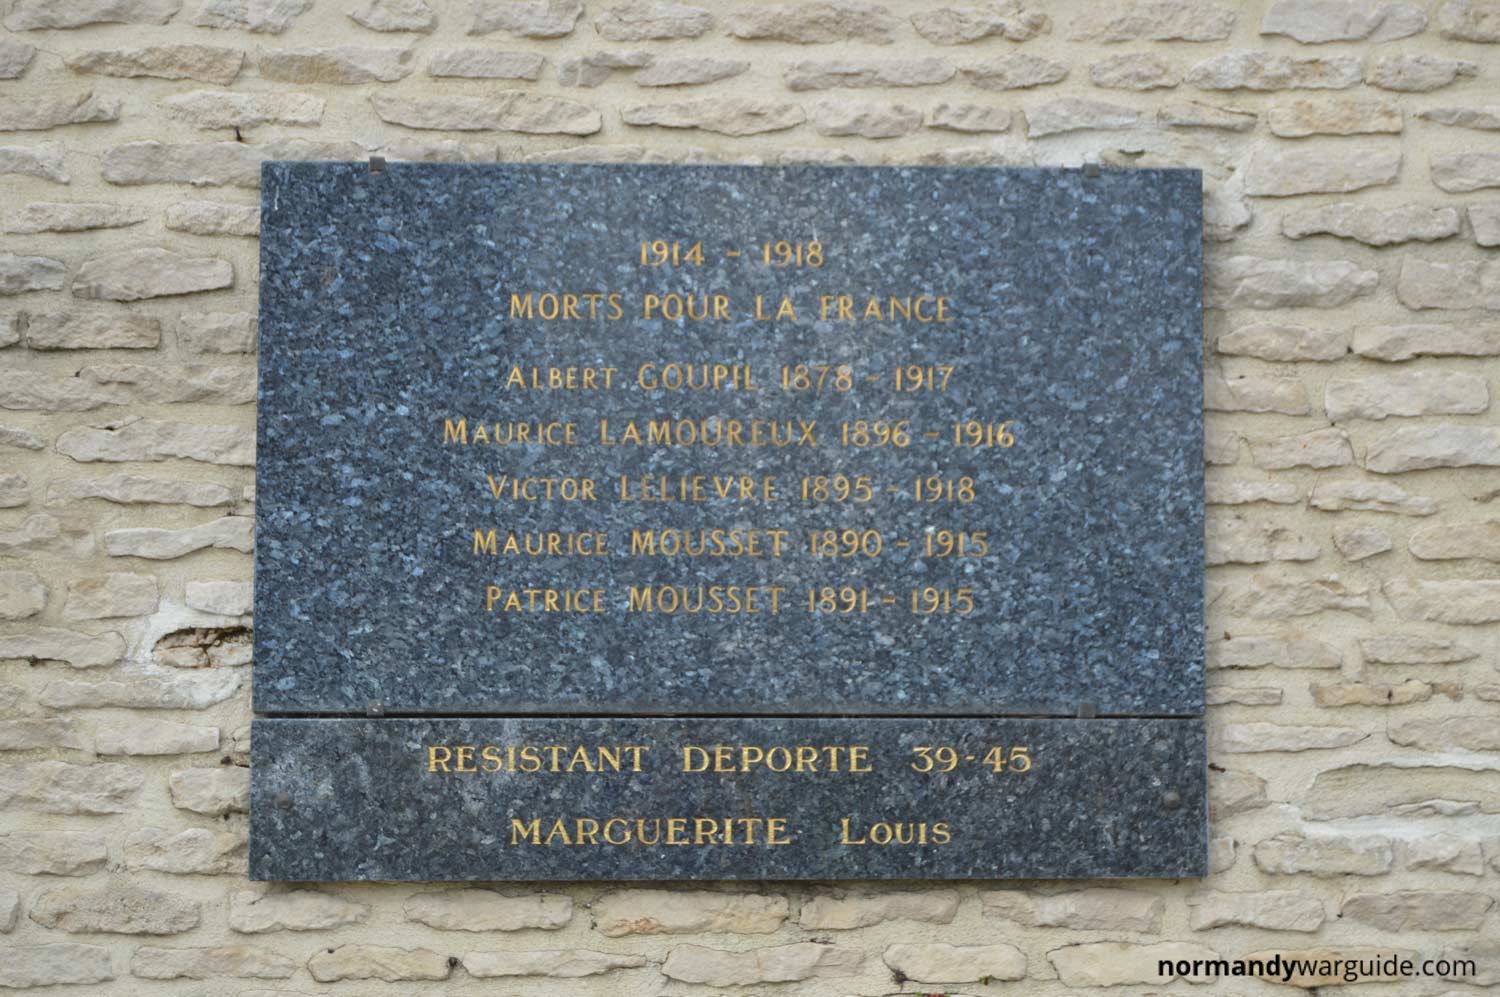 1914 - 1918
MORTS POUR LA FRANCE
ALBERT GOUPIL 1878 - 1917
MAURICE LAMOUREUX 1896 - 1916
VICTOR LELIEVRE 1895 - 1918
MAURICE MOUSSET 1890 - 1915
PATRICE MOUSSET 1891 - 1915
RESISTANT DEPORTE 39-45
MARGUERITE LOUIS
normandywarguide.com